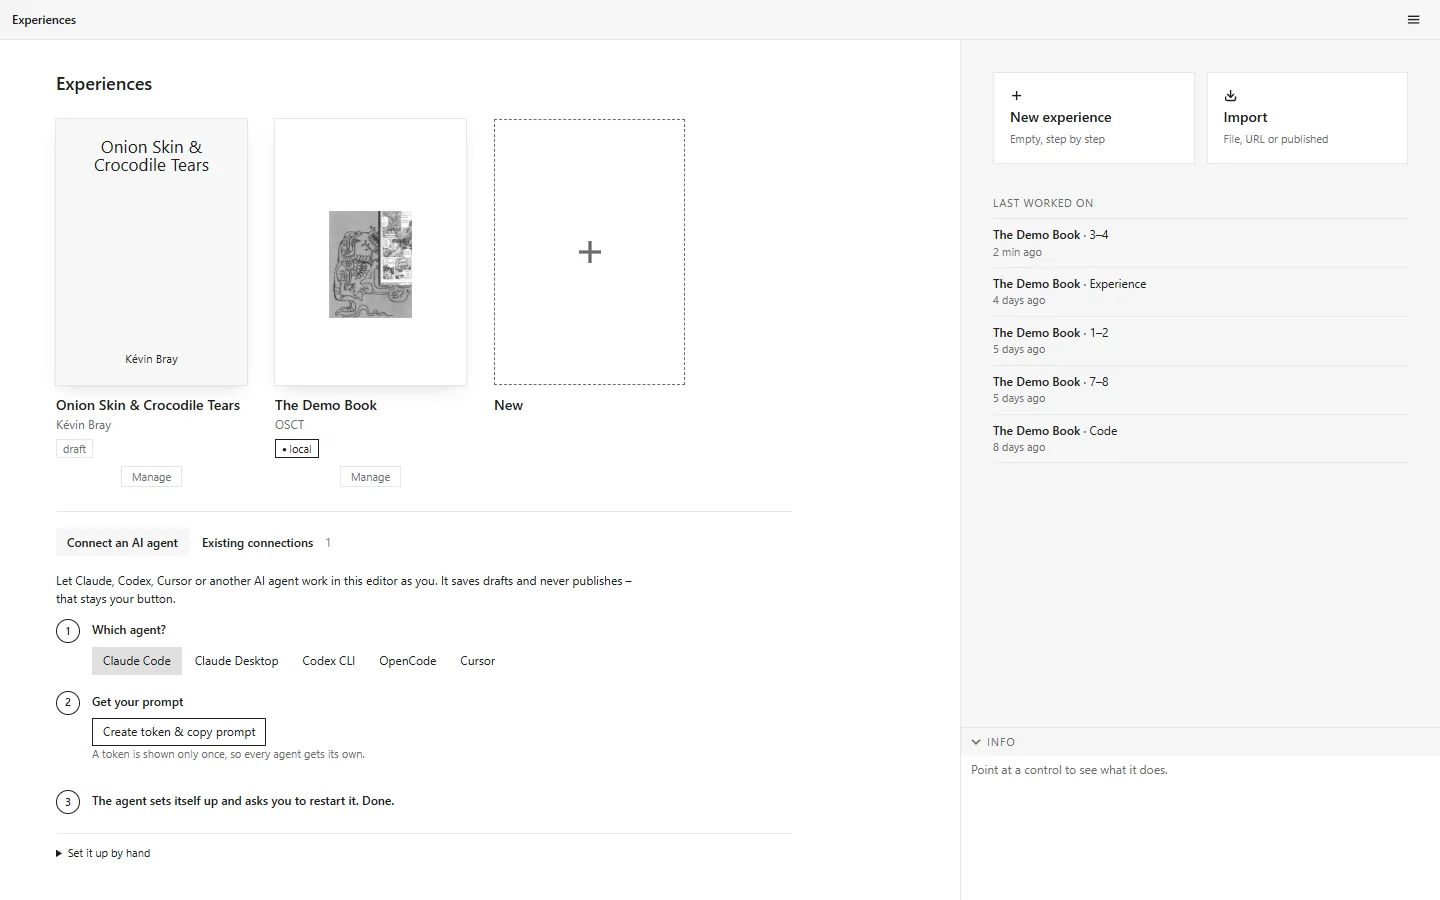 Experiences
Experiences
Onion Skin &
Crocodile Tears
Kévin Bray
Onion Skin & Crocodile Tears
Kévin Bray
draft
Manage
The Demo Book
OSCT
• local
Manage
New
Connect an AI agent
Existing connections 1
Let Claude, Codex, Cursor or another AI agent work in this editor as you. It saves drafts and never publishes –
that stays your button.
1 Which agent?
Claude Code Claude Desktop Codex CLI OpenCode Cursor
2 Get your prompt
Create token & copy prompt
A token is shown only once, so every agent gets its own.
3 The agent sets itself up and asks you to restart it. Done.
Set it up by hand
New experience
Empty, step by step
Import
File, URL or published
LAST WORKED ON
The Demo Book · 3–4
2 min ago
The Demo Book · Experience
4 days ago
The Demo Book · 1–2
5 days ago
The Demo Book · 7–8
5 days ago
The Demo Book · Code
8 days ago
INFO
Point at a control to see what it does.